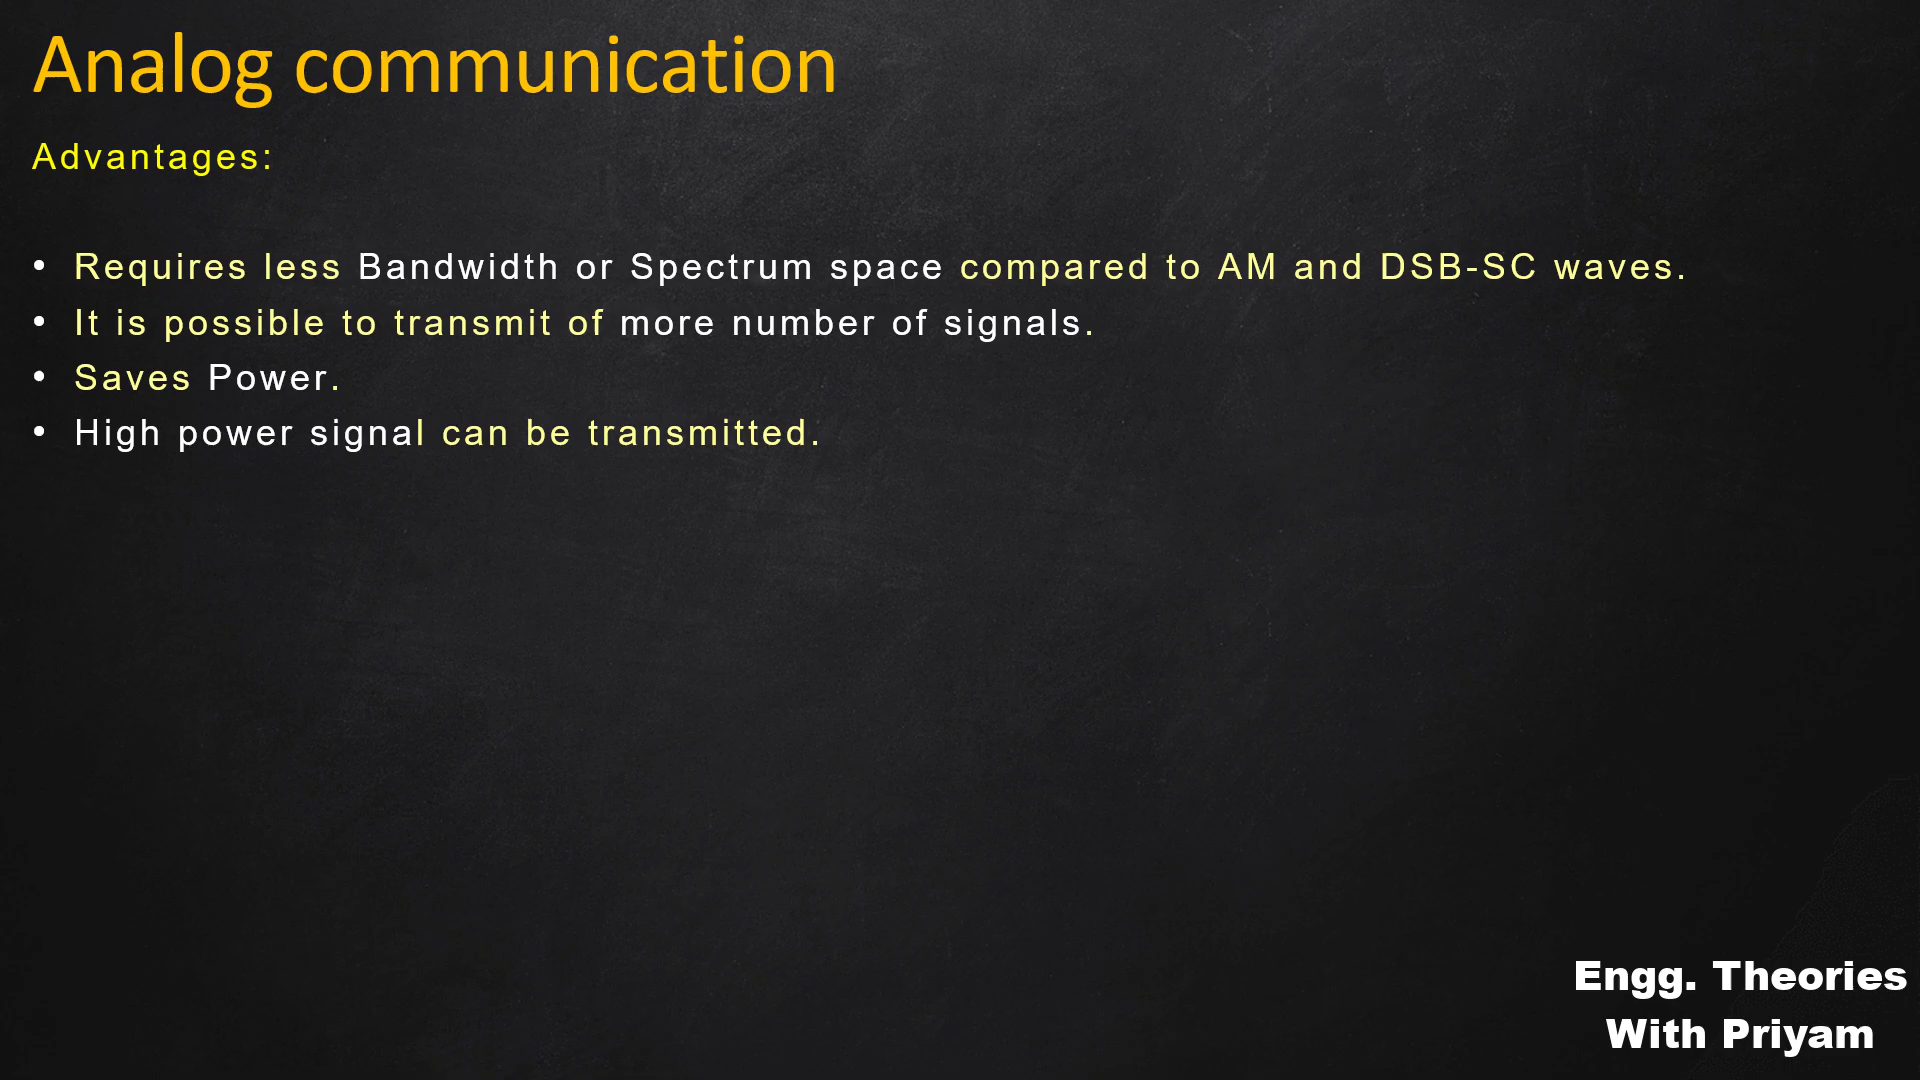 Analog communication
Advantages:
• Requires less Bandwidth or Spectrum space compared to AM and DSB-SC waves.
• It is possible to transmit of more number of signals.
• Saves Power.
• High power signal can be transmitted.
Engg. Theories
With Priyam